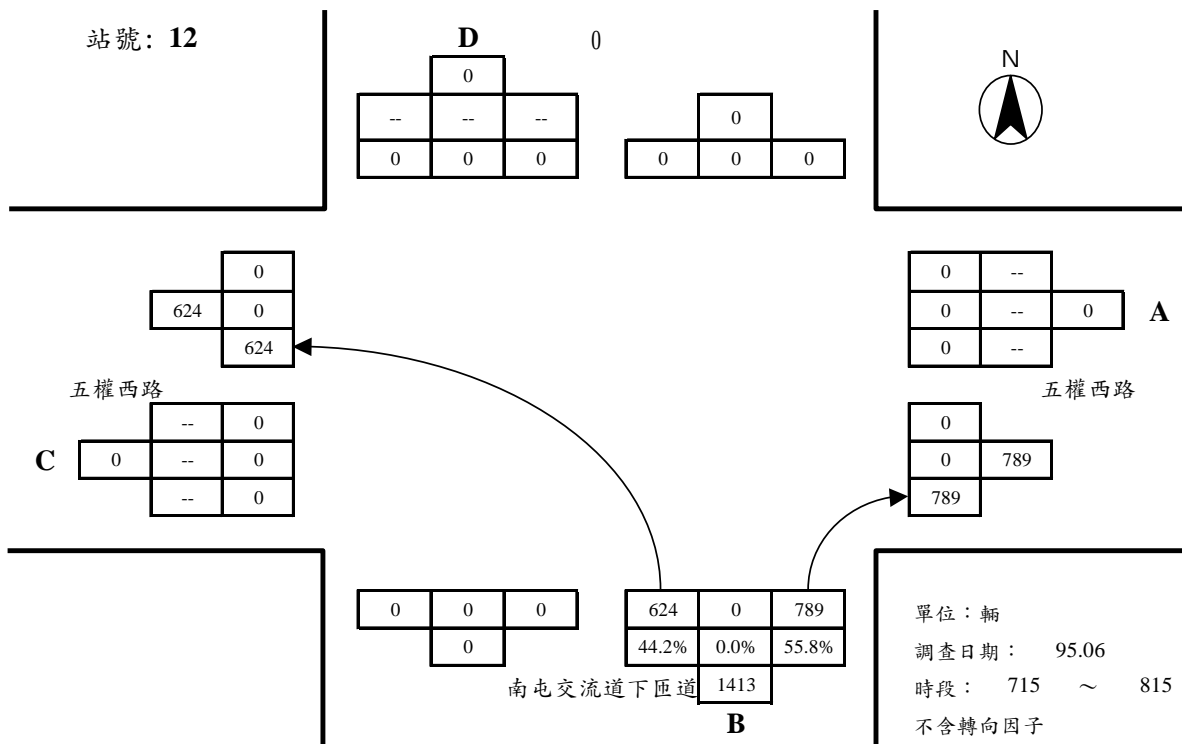 站號: 12
D
0
N
0
-- -- --
0 0 0
0
0 0 0
0
624 0
624
0 --
0 -- 0
0 --
A
五權西路
五權西路
-- 0
0 -- 0
-- 0
C
0
0 789
789
0 0 0
0
624 0 789
44.2% 0.0% 55.8%
1413
南屯交流道下匝道
B
單位：輛
調查日期： 95.06
時段： 715 ～ 815
不含轉向因子